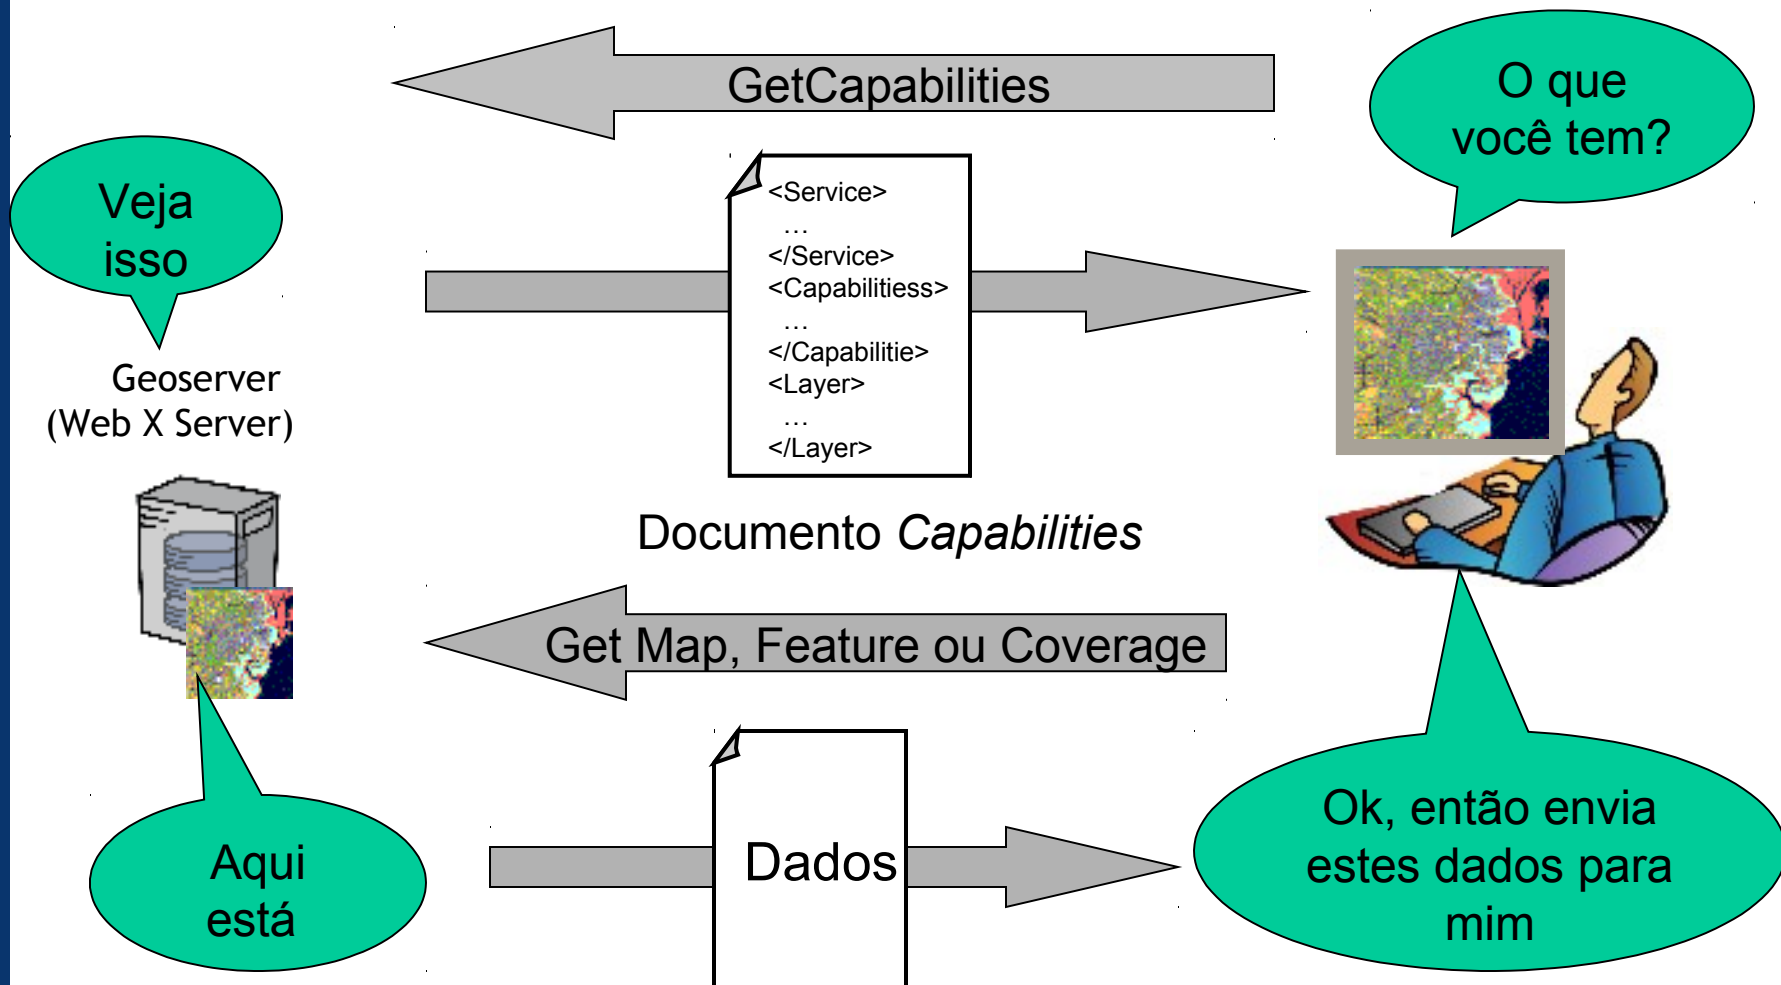 GetCapabilities
O que
você tem?
Veja
isso
<Service>
…
</Service>
<Capabilitiess>
…
</Capabilitie>
<Layer>
…
</Layer>
Geoserver
(Web X Server)
Documento Capabilities
Get Map, Feature ou Coverage
Ok, então envia
estes dados para
mim
Dados
Aqui
está